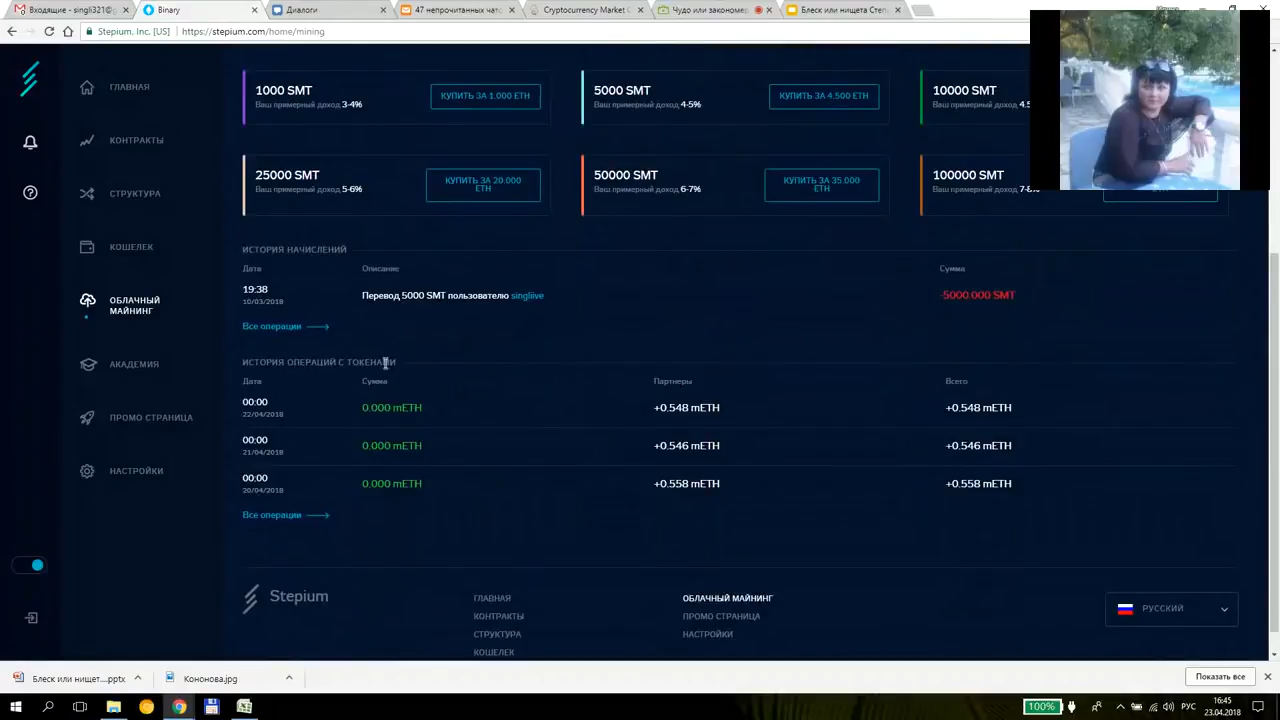 Входящие - singli321@
Binary
Диалоги
47 непрочитанных
Cryptocurrency Market C
Чудо или закономе
Блеск или нищета Степ
Stepium, Inc. [US]
https://stepium.com/home/mining
ГЛАВНАЯ
КОНТРАКТЫ
СТРУКТУРА
КОШЕЛЕК
ОБЛАЧНЫЙ
МАЙНИНГ
АКАДЕМИЯ
ПРОМО СТРАНИЦА
НАСТРОЙКИ
1000 SMT
Ваш примерный доход 3-4%
КУПИТЬ ЗА 1.000 ETH
5000 SMT
Ваш примерный доход 4-5%
КУПИТЬ ЗА 4.500 ETH
10000 SMT
Ваш примерный доход 4.5
25000 SMT
Ваш примерный доход 5-6%
КУПИТЬ ЗА 20.000
ETH
50000 SMT
Ваш примерный доход 6-7%
КУПИТЬ ЗА 35.000
ETH
100000 SMT
Ваш примерный доход 7-8%
ИСТОРИЯ НАЧИСЛЕНИЙ
Дата Описание Сумма
19:38
10/03/2018
Перевод 5000 SMT пользователю singliive
-5000.000 SMT
Все операции
ИСТОРИЯ ОПЕРАЦИЙ С ТОКЕНАМИ
Дата Сумма Партнеры Всего
00:00
22/04/2018
0.000 mETH +0.548 mETH +0.548 mETH
00:00
21/04/2018
0.000 mETH +0.546 mETH +0.546 mETH
00:00
20/04/2018
0.000 mETH +0.558 mETH +0.558 mETH
Все операции
Stepium
ГЛАВНАЯ
КОНТРАКТЫ
СТРУКТУРА
КОШЕЛЕК
ОБЛАЧНЫЙ МАЙНИНГ
ПРОМО СТРАНИЦА
НАСТРОЙКИ
РУССКИЙ
Блеск или нищет....pptx
Кононоваjpg
Показать все
100%
РУС
16:45
23.04.2018